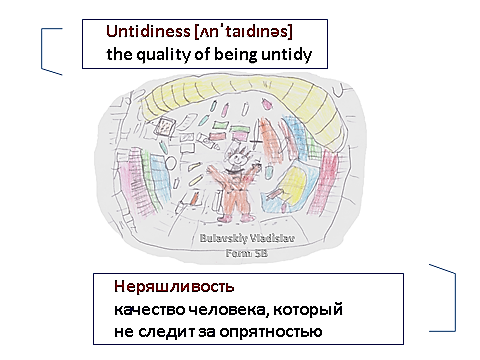 Untidiness [ʌnˈtaɪdɪnəs]
the quality of being untidy
Bulavskiy Vladislav
Form 5B
Неряшливость
качество человека, который
не следит за опрятностью